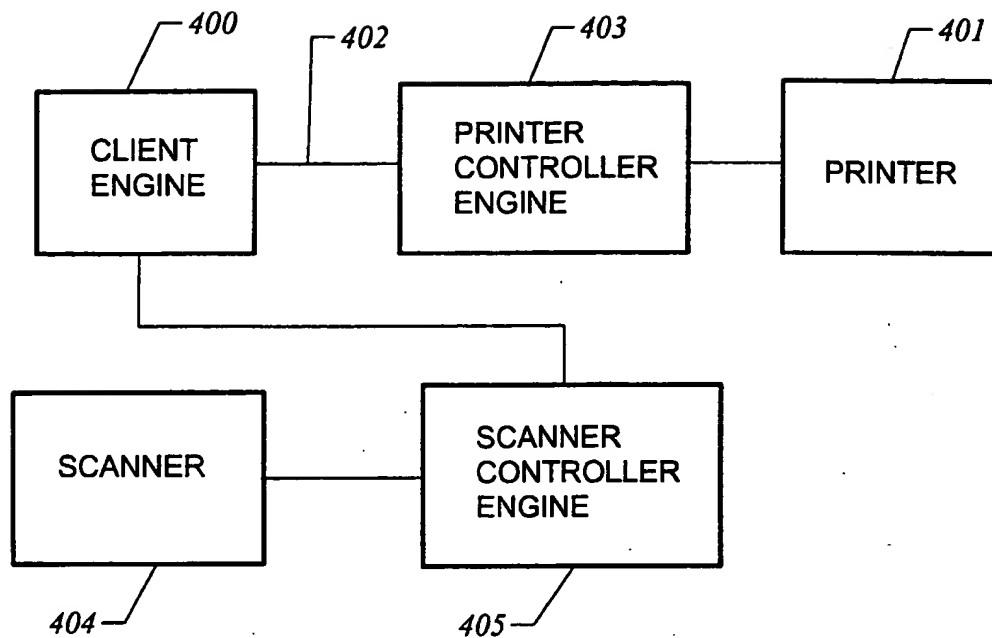 400
402
403
401
CLIENT
ENGINE
PRINTER
CONTROLLER
ENGINE
PRINTER
SCANNER
SCANNER
CONTROLLER
ENGINE
404
405